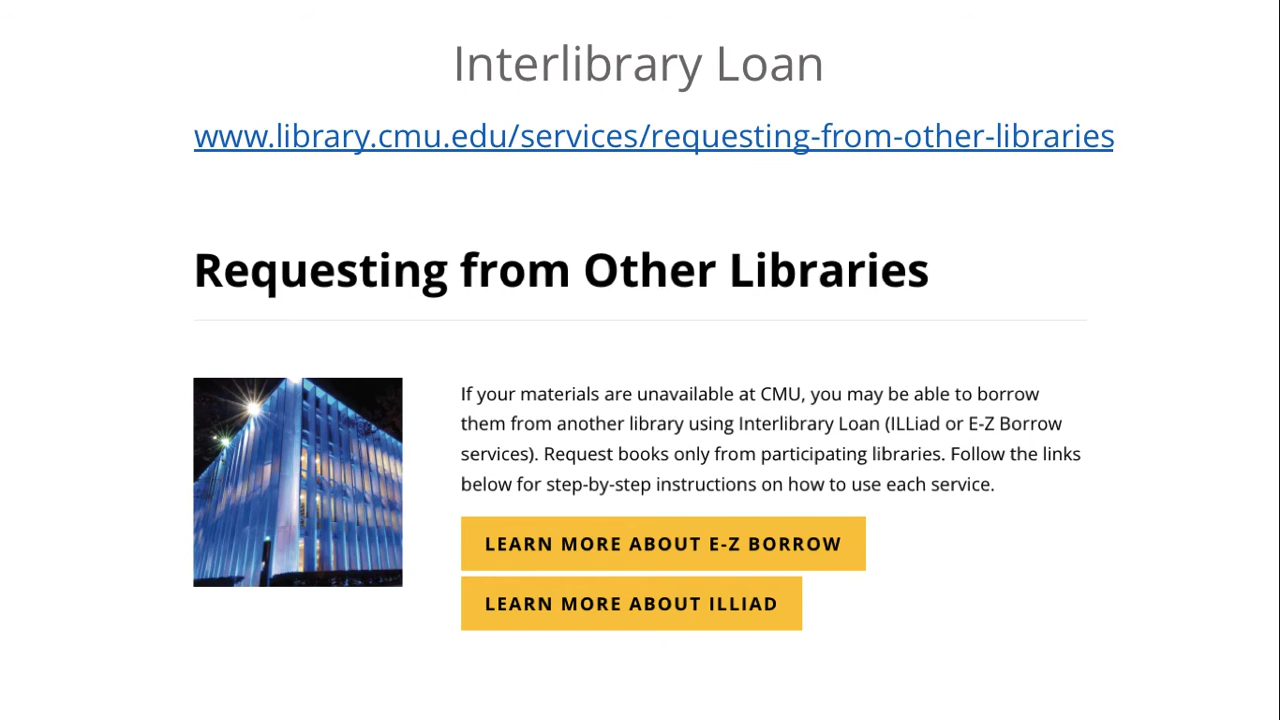 Interlibrary Loan
www.library.cmu.edu/services/requesting-from-other-libraries
Requesting from Other Libraries
If your materials are unavailable at CMU, you may be able to borrow
them from another library using Interlibrary Loan (ILLiad or E-Z Borrow
services). Request books only from participating libraries. Follow the links
below for step-by-step instructions on how to use each service.
LEARN MORE ABOUT E-Z BORROW
LEARN MORE ABOUT ILLIAD